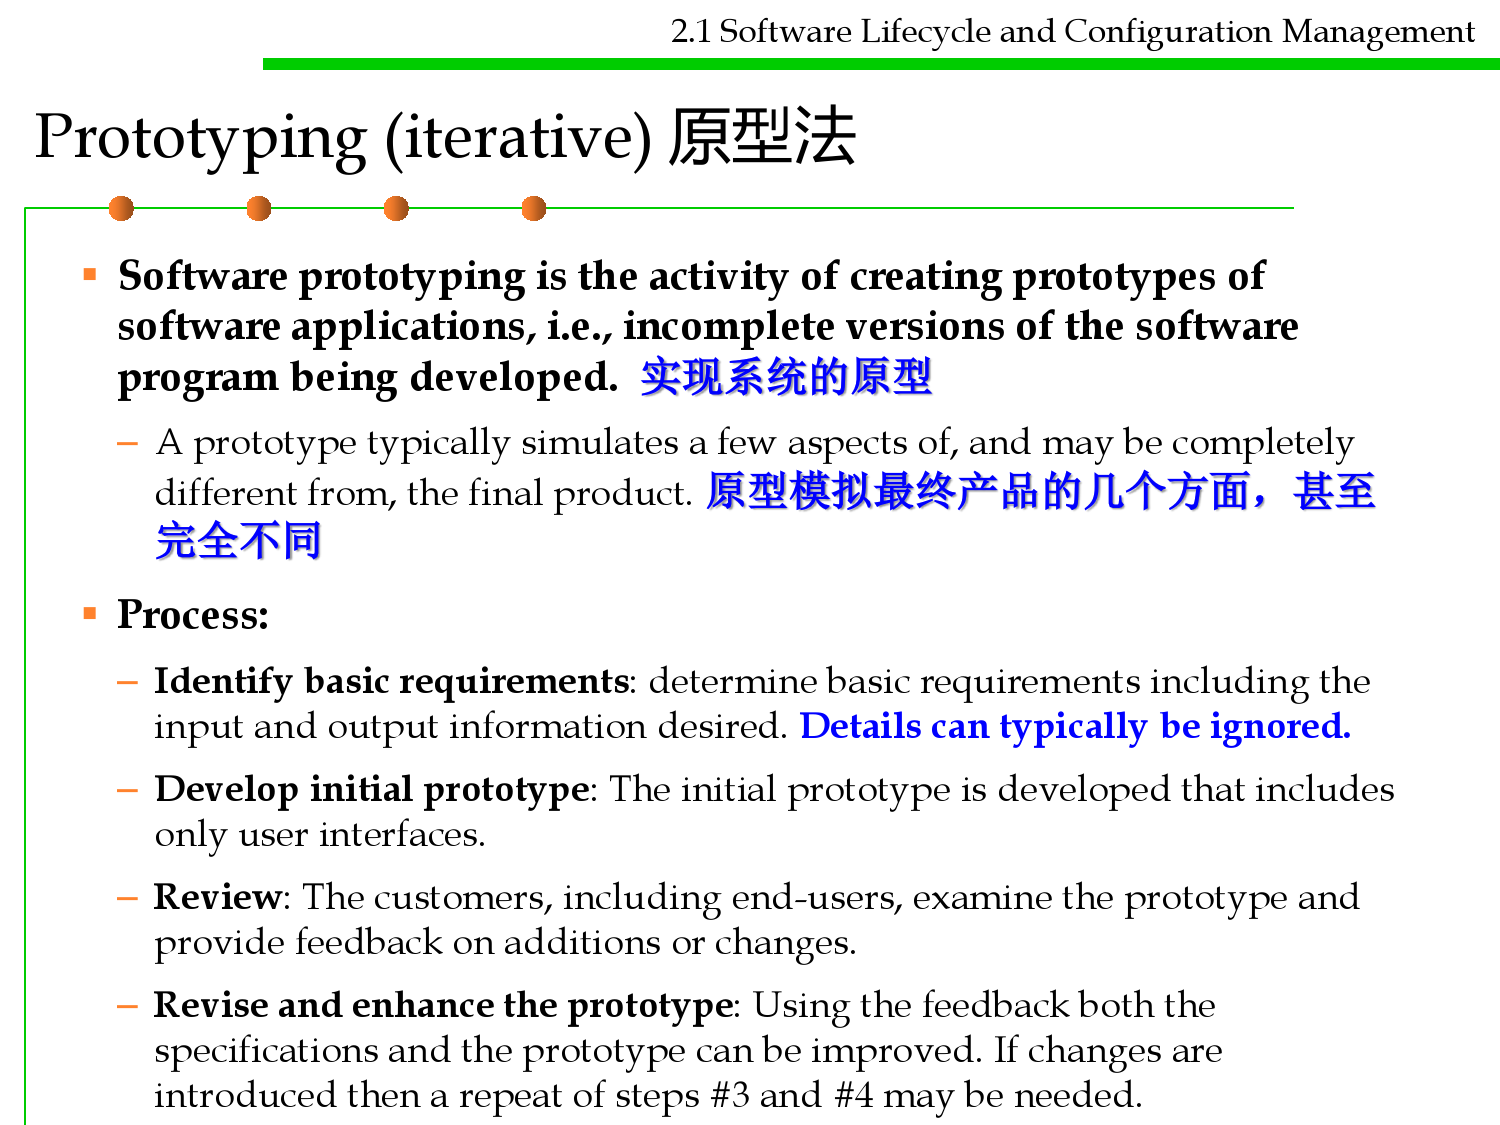 2.1 Software Lifecycle and Configuration Management
Prototyping (iterative) 原型法
▪ Software prototyping is the activity of creating prototypes of
software applications, i.e., incomplete versions of the software
program being developed. 实现系统的原型
– A prototype typically simulates a few aspects of, and may be completely
different from, the final product. 原型模拟最终产品的几个方面，甚至
完全不同
▪ Process:
– Identify basic requirements: determine basic requirements including the
input and output information desired. Details can typically be ignored.
– Develop initial prototype: The initial prototype is developed that includes
only user interfaces.
– Review: The customers, including end-users, examine the prototype and
provide feedback on additions or changes.
– Revise and enhance the prototype: Using the feedback both the
specifications and the prototype can be improved. If changes are
introduced then a repeat of steps #3 and #4 may be needed.